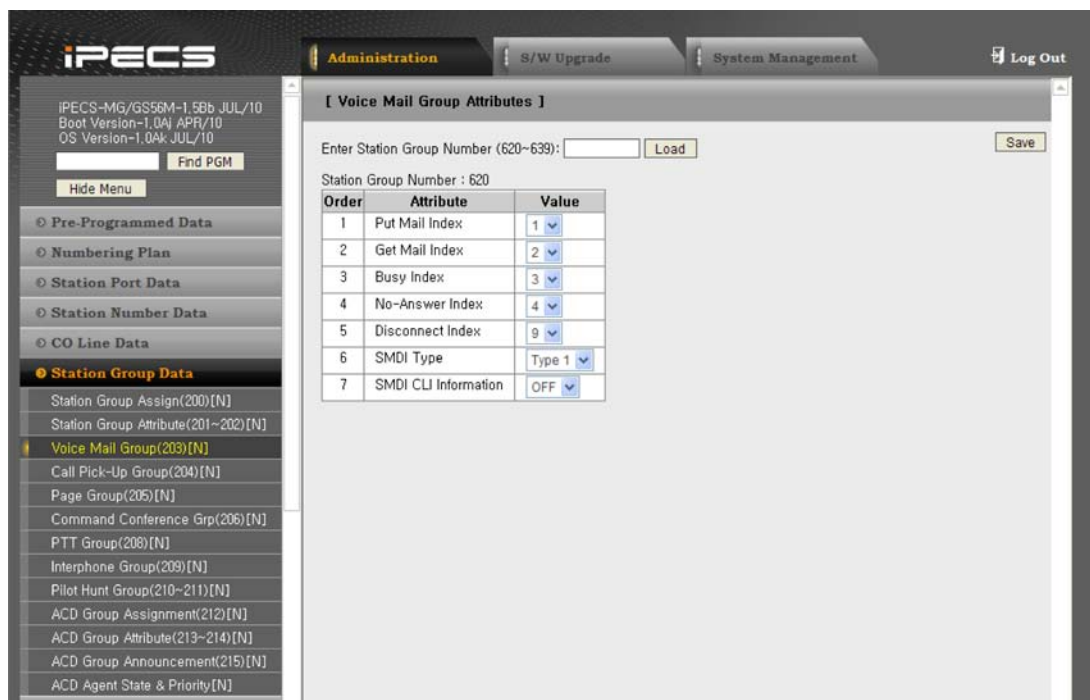 iPECS
Administration
S/W Upgrade
System Management
Log Out
iPECS-MG/GS56M-1.5Bb JUL/10
Boot Version-1.0Aj APR/10
OS Version-1.0Ak JUL/10
Find PGM
Hide Menu
Pre-Programmed Data
Numbering Plan
Station Port Data
Station Number Data
CO Line Data
Station Group Data
Station Group Assign(200)[N]
Station Group Attribute(201~202)[N]
Voice Mail Group(203)[N]
Call Pick-Up Group(204)[N]
Page Group(205)[N]
Command Conference Grp(206)[N]
PTT Group(208)[N]
Interphone Group(209)[N]
Pilot Hunt Group(210~211)[N]
ACD Group Assignment(212)[N]
ACD Group Attribute(213~214)[N]
ACD Group Announcement(215)[N]
ACD Agent State & Priority[N]
[ Voice Mail Group Attributes ]
Enter Station Group Number (620~639): Load Save
Station Group Number : 620
Order Attribute Value
1 Put Mail Index 1
2 Get Mail Index 2
3 Busy Index 3
4 No-Answer Index 4
5 Disconnect Index 9
6 SMDI Type Type 1
7 SMDI CLI Information OFF